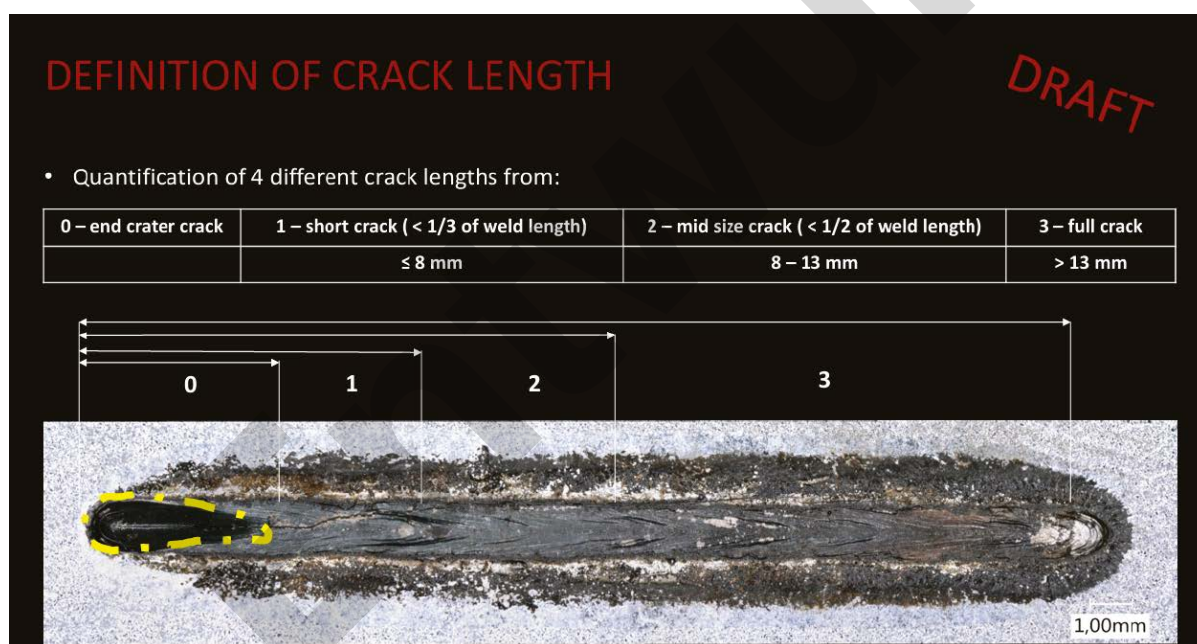 DEFINITION OF CRACK LENGTH
DRAFT
• Quantification of 4 different crack lengths from:
0 – end crater crack 1 – short crack ( < 1/3 of weld length) 2 – mid size crack ( < 1/2 of weld length) 3 – full crack
≤ 8 mm 8 – 13 mm > 13 mm
0 1 2 3
1,00mm